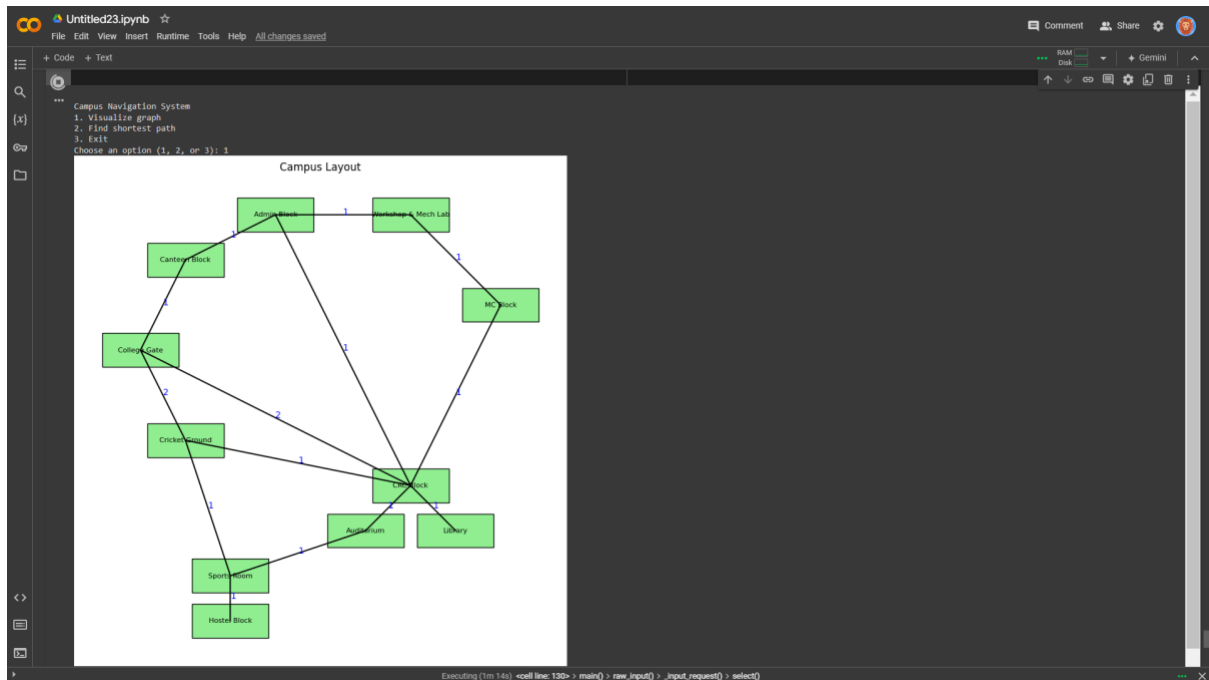 Untitled23.ipynb
File Edit View Insert Runtime Tools Help All changes saved
Comment Share
+ Code + Text
RAM
Disk
Gemini
Campus Navigation System
1. Visualize graph
2. Find shortest path
3. Exit
Choose an option (1, 2, or 3): 1
Campus Layout
Admin Block
1
Workshop & Mech Lab
1
Canteen Block
1
1
MC Block
1
College Gate
1
2
1
2
Cricket Ground
1
1
1
1
Auditorium
Library
1
Sports Room
1
Hostel Block
Executing (1m 14s) <cell line: 130> > main() > raw_input() > _input_request() > select()